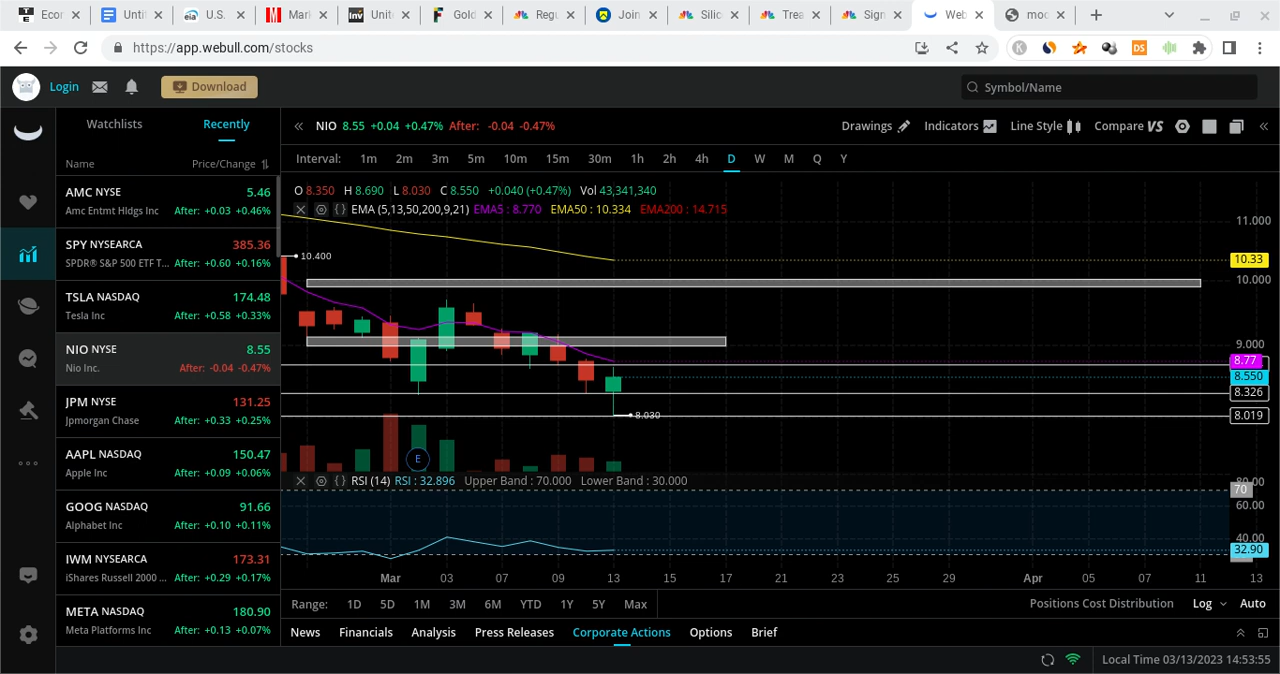 Econ
Untit
U.S.
Mark
Unite
Gold
Regu
Join
Silic
Trea
Sign
Web
moc
https://app.webull.com/stocks
Login
Download
Symbol/Name
Watchlists
Recently
Name
Price/Change
AMC NYSE
5.46
Amc Entmt Hldgs Inc
After: +0.03 +0.46%
SPY NYSEARCA
385.36
SPDR® S&P 500 ETF T...
After: +0.60 +0.16%
TSLA NASDAQ
174.48
Tesla Inc
After: +0.58 +0.33%
NIO NYSE
8.55
Nio Inc.
After: -0.04 -0.47%
JPM NYSE
131.25
Jpmorgan Chase
After: +0.33 +0.25%
AAPL NASDAQ
150.47
Apple Inc
After: +0.09 +0.06%
GOOG NASDAQ
91.66
Alphabet Inc
After: +0.10 +0.11%
IWM NYSEARCA
173.31
iShares Russell 2000 ...
After: +0.29 +0.17%
META NASDAQ
180.90
Meta Platforms Inc
After: +0.13 +0.07%
NIO 8.55 +0.04 +0.47% After: -0.04 -0.47%
Drawings
Indicators
Line Style
Compare VS
Interval: 1m 2m 3m 5m 10m 15m 30m 1h 2h 4h D W M Q Y
O 8.350 H 8.690 L 8.030 C 8.550 +0.040 (+0.47%) Vol 43,341,340
EMA (5,13,50,200,9,21) EMA5 : 8.770 EMA50 : 10.334 EMA200 : 14.715
10.400
8.030
E
11.000
10.33
10.000
9.000
8.77
8.550
8.326
8.019
RSI (14) RSI : 32.896 Upper Band : 70.000 Lower Band : 30.000
80.00
70
60.00
40.00
32.90
Mar 03 07 09 13 15 17 21 23 25 29 Apr 05 07 11 13
Range: 1D 5D 1M 3M 6M YTD 1Y 5Y Max
Positions Cost Distribution
Log
Auto
News Financials Analysis Press Releases Corporate Actions Options Brief
Local Time 03/13/2023 14:53:55